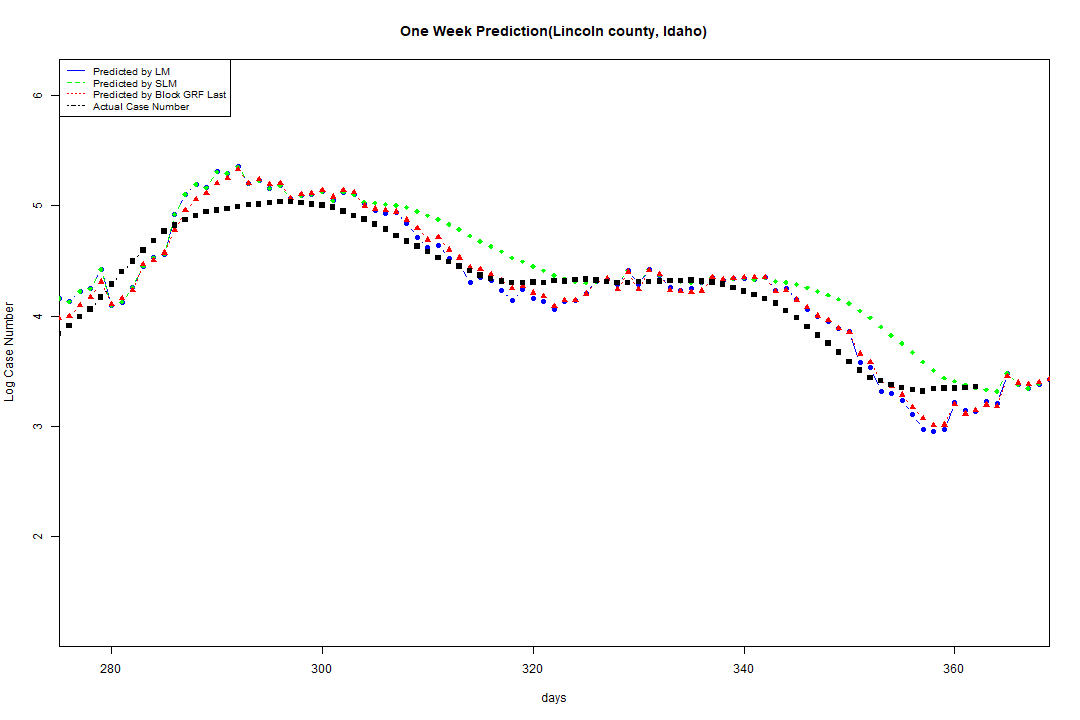 One Week Prediction(Lincoln county, Idaho)
Predicted by LM
Predicted by SLM
Predicted by Block GRF Last
Actual Case Number
6
5
4
3
2
Log Case Number
280 300 320 340 360
days